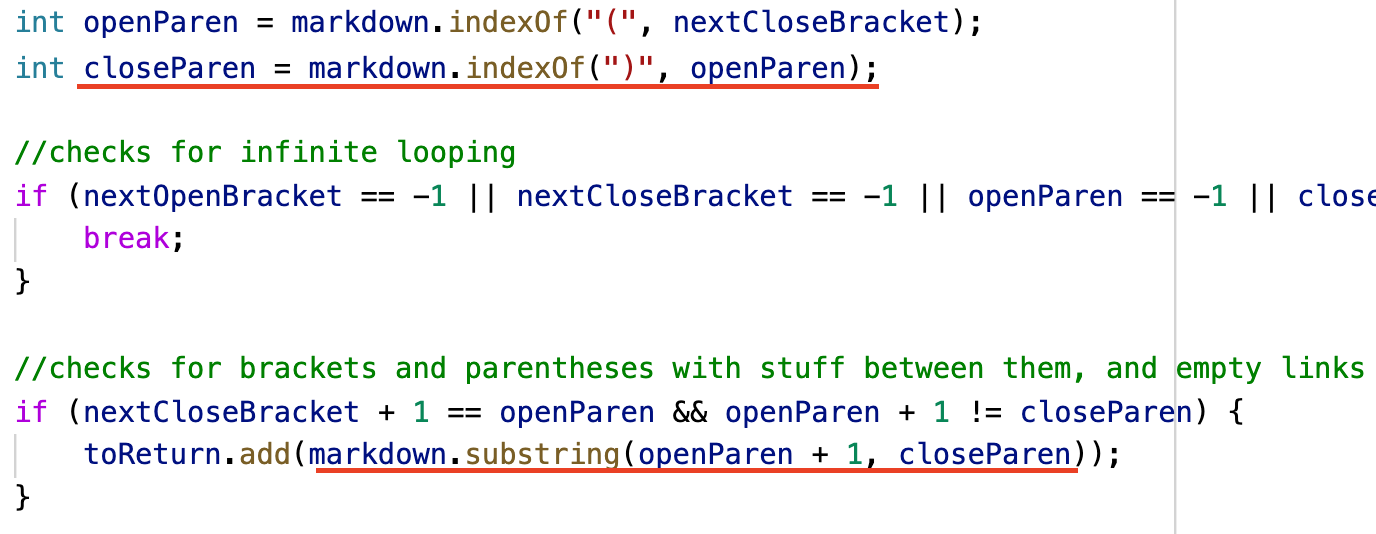 int openParen = markdown.indexOf("(", nextCloseBracket);
int closeParen = markdown.indexOf(")", openParen);
//checks for infinite looping
if (nextOpenBracket == -1 || nextCloseBracket == -1 || openParen == -1 || close
break;
}
//checks for brackets and parentheses with stuff between them, and empty links
if (nextCloseBracket + 1 == openParen && openParen + 1 != closeParen) {
toReturn.add(markdown.substring(openParen + 1, closeParen));
}